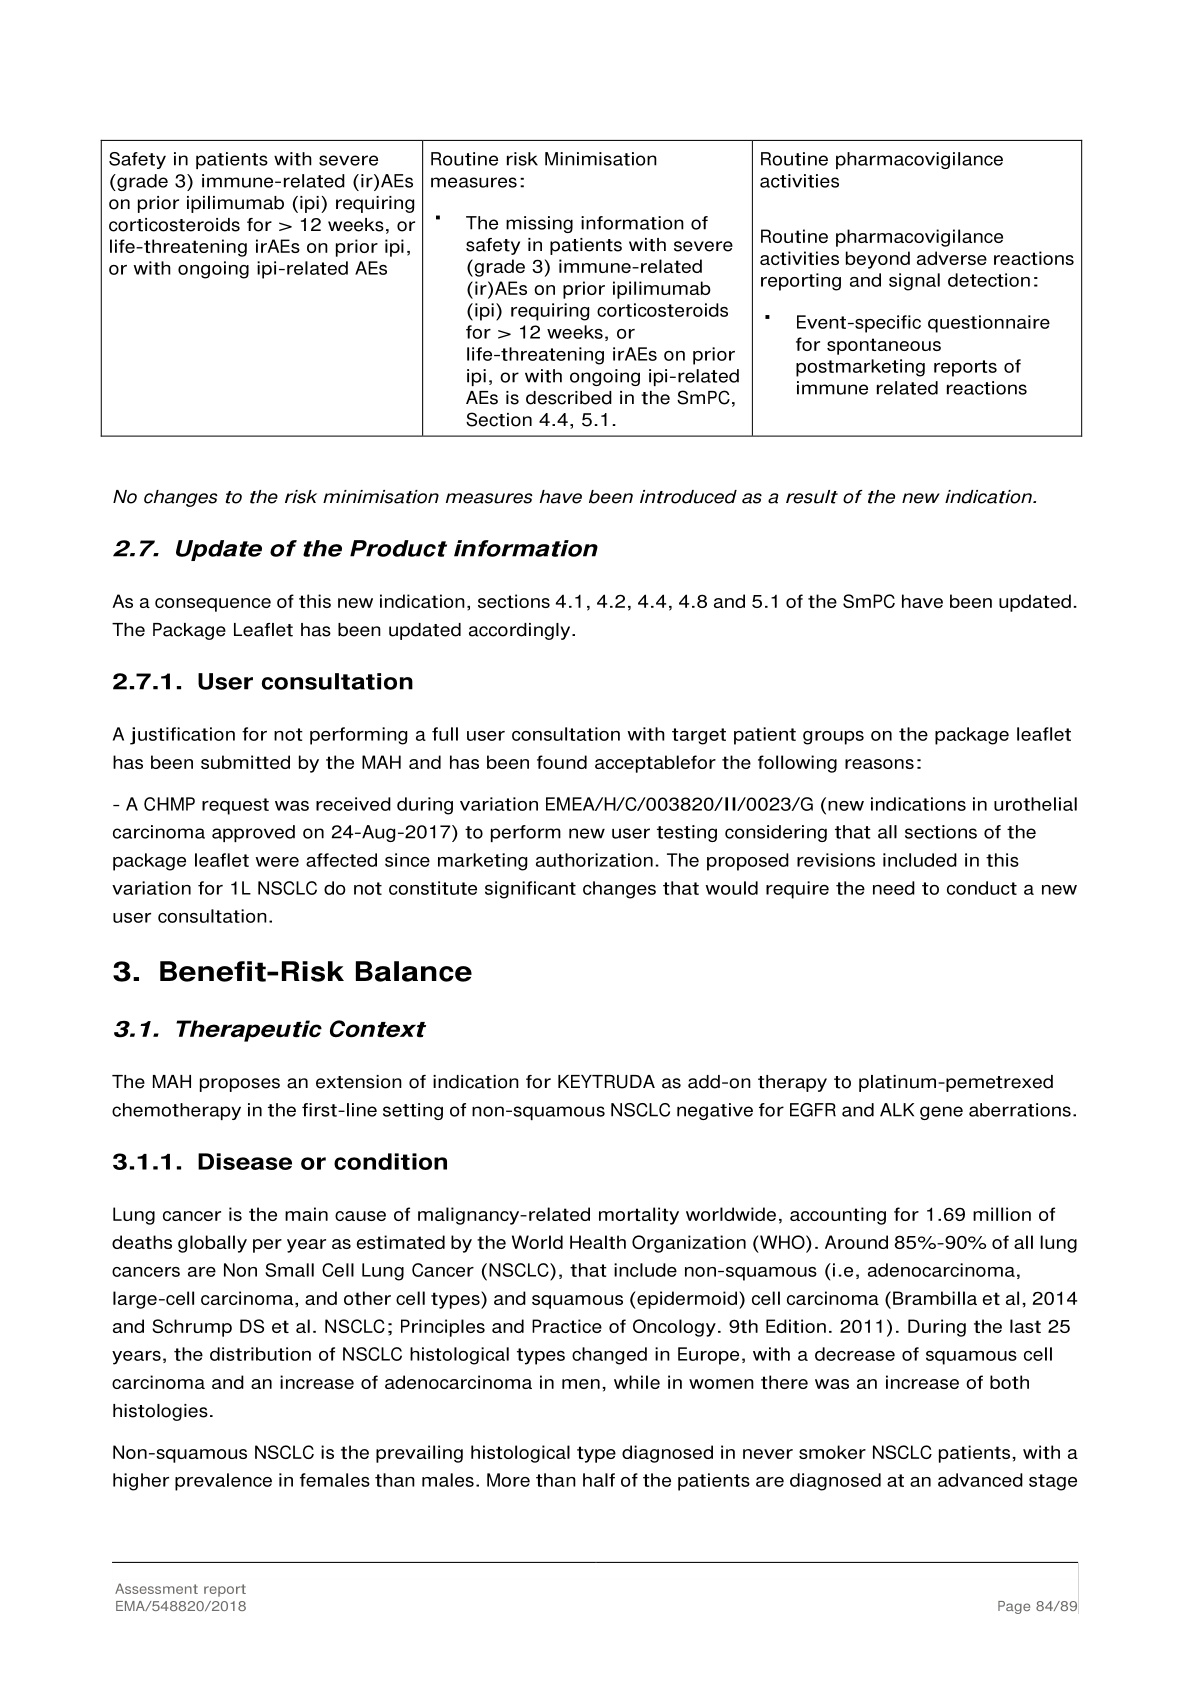 Safety in patients with severe
(grade 3) immune-related (ir)AEs
on prior ipilimumab (ipi) requiring
corticosteroids for > 12 weeks, or
life-threatening irAEs on prior ipi,
or with ongoing ipi-related AEs
Routine risk Minimisation
measures:
▪ The missing information of
safety in patients with severe
(grade 3) immune-related
(ir)AEs on prior ipilimumab
(ipi) requiring corticosteroids
for > 12 weeks, or
life-threatening irAEs on prior
ipi, or with ongoing ipi-related
AEs is described in the SmPC,
Section 4.4, 5.1.
Routine pharmacovigilance
activities
Routine pharmacovigilance
activities beyond adverse reactions
reporting and signal detection:
▪ Event-specific questionnaire
for spontaneous
postmarketing reports of
immune related reactions
No changes to the risk minimisation measures have been introduced as a result of the new indication.
2.7. Update of the Product information
As a consequence of this new indication, sections 4.1, 4.2, 4.4, 4.8 and 5.1 of the SmPC have been updated.
The Package Leaflet has been updated accordingly.
2.7.1. User consultation
A justification for not performing a full user consultation with target patient groups on the package leaflet
has been submitted by the MAH and has been found acceptablefor the following reasons:
- A CHMP request was received during variation EMEA/H/C/003820/II/0023/G (new indications in urothelial
carcinoma approved on 24-Aug-2017) to perform new user testing considering that all sections of the
package leaflet were affected since marketing authorization. The proposed revisions included in this
variation for 1L NSCLC do not constitute significant changes that would require the need to conduct a new
user consultation.
3. Benefit-Risk Balance
3.1. Therapeutic Context
The MAH proposes an extension of indication for KEYTRUDA as add-on therapy to platinum-pemetrexed
chemotherapy in the first-line setting of non-squamous NSCLC negative for EGFR and ALK gene aberrations.
3.1.1. Disease or condition
Lung cancer is the main cause of malignancy-related mortality worldwide, accounting for 1.69 million of
deaths globally per year as estimated by the World Health Organization (WHO). Around 85%-90% of all lung
cancers are Non Small Cell Lung Cancer (NSCLC), that include non-squamous (i.e, adenocarcinoma,
large-cell carcinoma, and other cell types) and squamous (epidermoid) cell carcinoma (Brambilla et al, 2014
and Schrump DS et al. NSCLC; Principles and Practice of Oncology. 9th Edition. 2011). During the last 25
years, the distribution of NSCLC histological types changed in Europe, with a decrease of squamous cell
carcinoma and an increase of adenocarcinoma in men, while in women there was an increase of both
histologies.
Non-squamous NSCLC is the prevailing histological type diagnosed in never smoker NSCLC patients, with a
higher prevalence in females than males. More than half of the patients are diagnosed at an advanced stage
Assessment report
EMA/548820/2018
Page 84/89